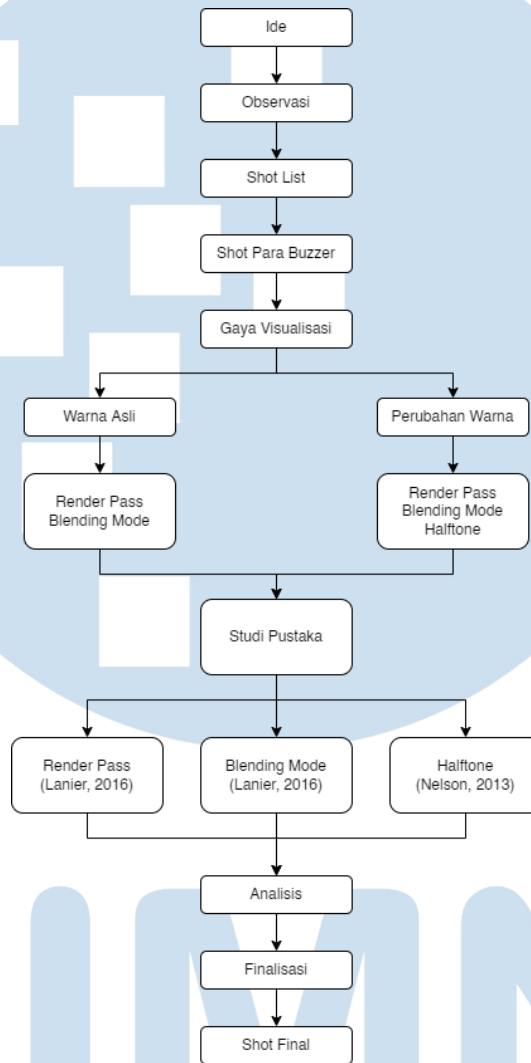 Ide
Observasi
Shot List
Shot Para Buzzer
Gaya Visualisasi
Warna Asli
Perubahan Warna
Render Pass
Blending Mode
Render Pass
Blending Mode
Halftone
Studi Pustaka
Render Pass
(Lanier, 2016)
Blending Mode
(Lanier, 2016)
Halftone
(Nelson, 2013)
Analisis
Finalisasi
Shot Final